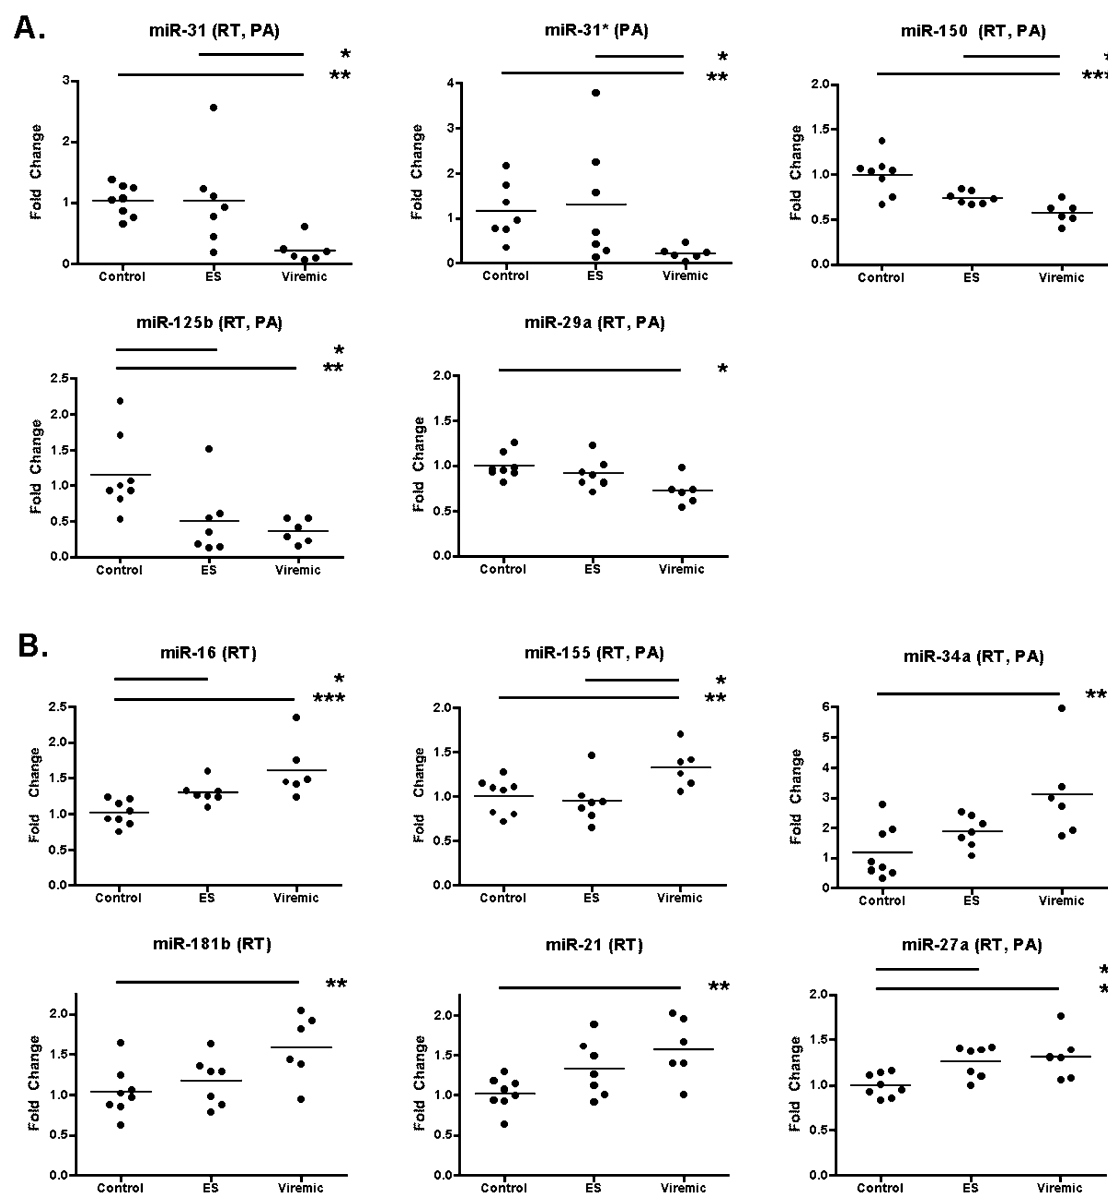 A.
miR-31 (RT, PA)
*
**
Fold Change
3
2
1
0
Control ES Viremic
miR-31* (PA)
*
**
Fold Change
4
3
2
1
0
Control ES Viremic
miR-150 (RT, PA)
*
***
Fold Change
2.0
1.5
1.0
0.5
0.0
Control ES Viremic
miR-125b (RT, PA)
*
**
Fold Change
2.5
2.0
1.5
1.0
0.5
0.0
Control ES Viremic
miR-29a (RT, PA)
*
Fold Change
2.0
1.5
1.0
0.5
0.0
Control ES Viremic
B.
miR-16 (RT)
*
***
Fold Change
2.5
2.0
1.5
1.0
0.5
0.0
Control ES Viremic
miR-155 (RT, PA)
*
**
Fold Change
2.0
1.5
1.0
0.5
0.0
Control ES Viremic
miR-34a (RT, PA)
**
Fold Change
6
5
4
3
2
1
0
Control ES Viremic
miR-181b (RT)
**
Fold Change
2.0
1.5
1.0
0.5
0.0
Control ES Viremic
miR-21 (RT)
**
Fold Change
2.0
1.5
1.0
0.5
0.0
Control ES Viremic
miR-27a (RT, PA)
*
*
Fold Change
2.0
1.5
1.0
0.5
0.0
Control ES Viremic